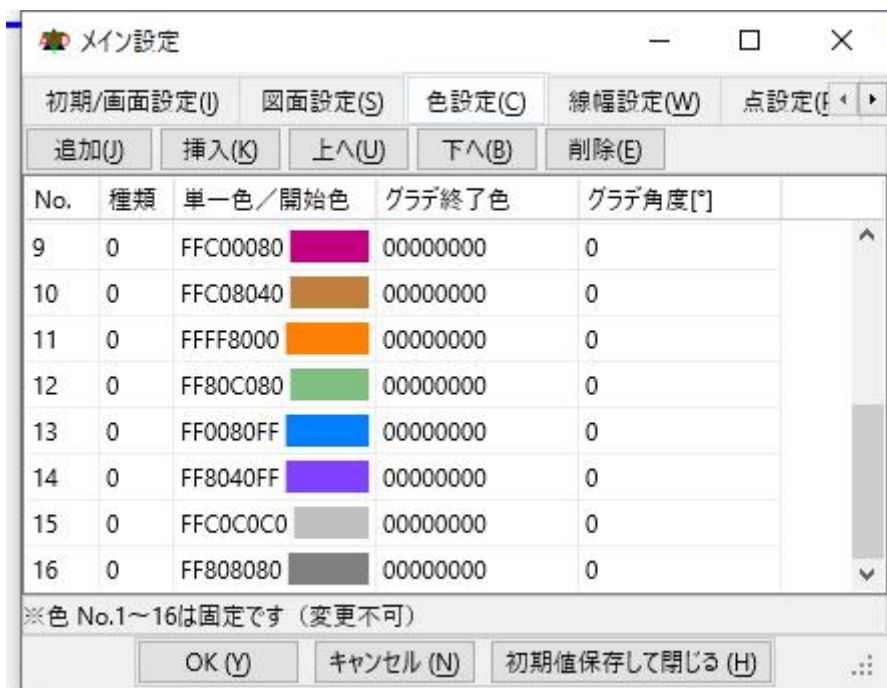 メイン設定
初期/画面設定(I) 図面設定(S) 色設定(C) 線幅設定(W) 点設定(
追加(J) 挿入(K) 上へ(U) 下へ(B) 削除(E)
No. 種類 単一色／開始色 グラデ終了色 グラデ角度[°]
9 0 FFC00080 00000000 0
10 0 FFC08040 00000000 0
11 0 FFFF8000 00000000 0
12 0 FF80C080 00000000 0
13 0 FF0080FF 00000000 0
14 0 FF8040FF 00000000 0
15 0 FFC0C0C0 00000000 0
16 0 FF808080 00000000 0
※色 No.1～16は固定です（変更不可）
OK (Y) キャンセル (N) 初期値保存して閉じる (H)